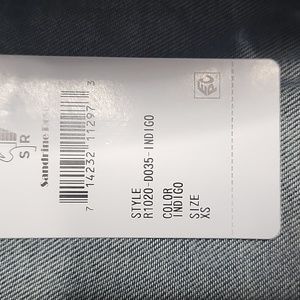 S R
Sandrine
7 14232 11297 3
STYLE
R1020-D035-INDIGO
COLOR
INDIGO
SIZE
XS